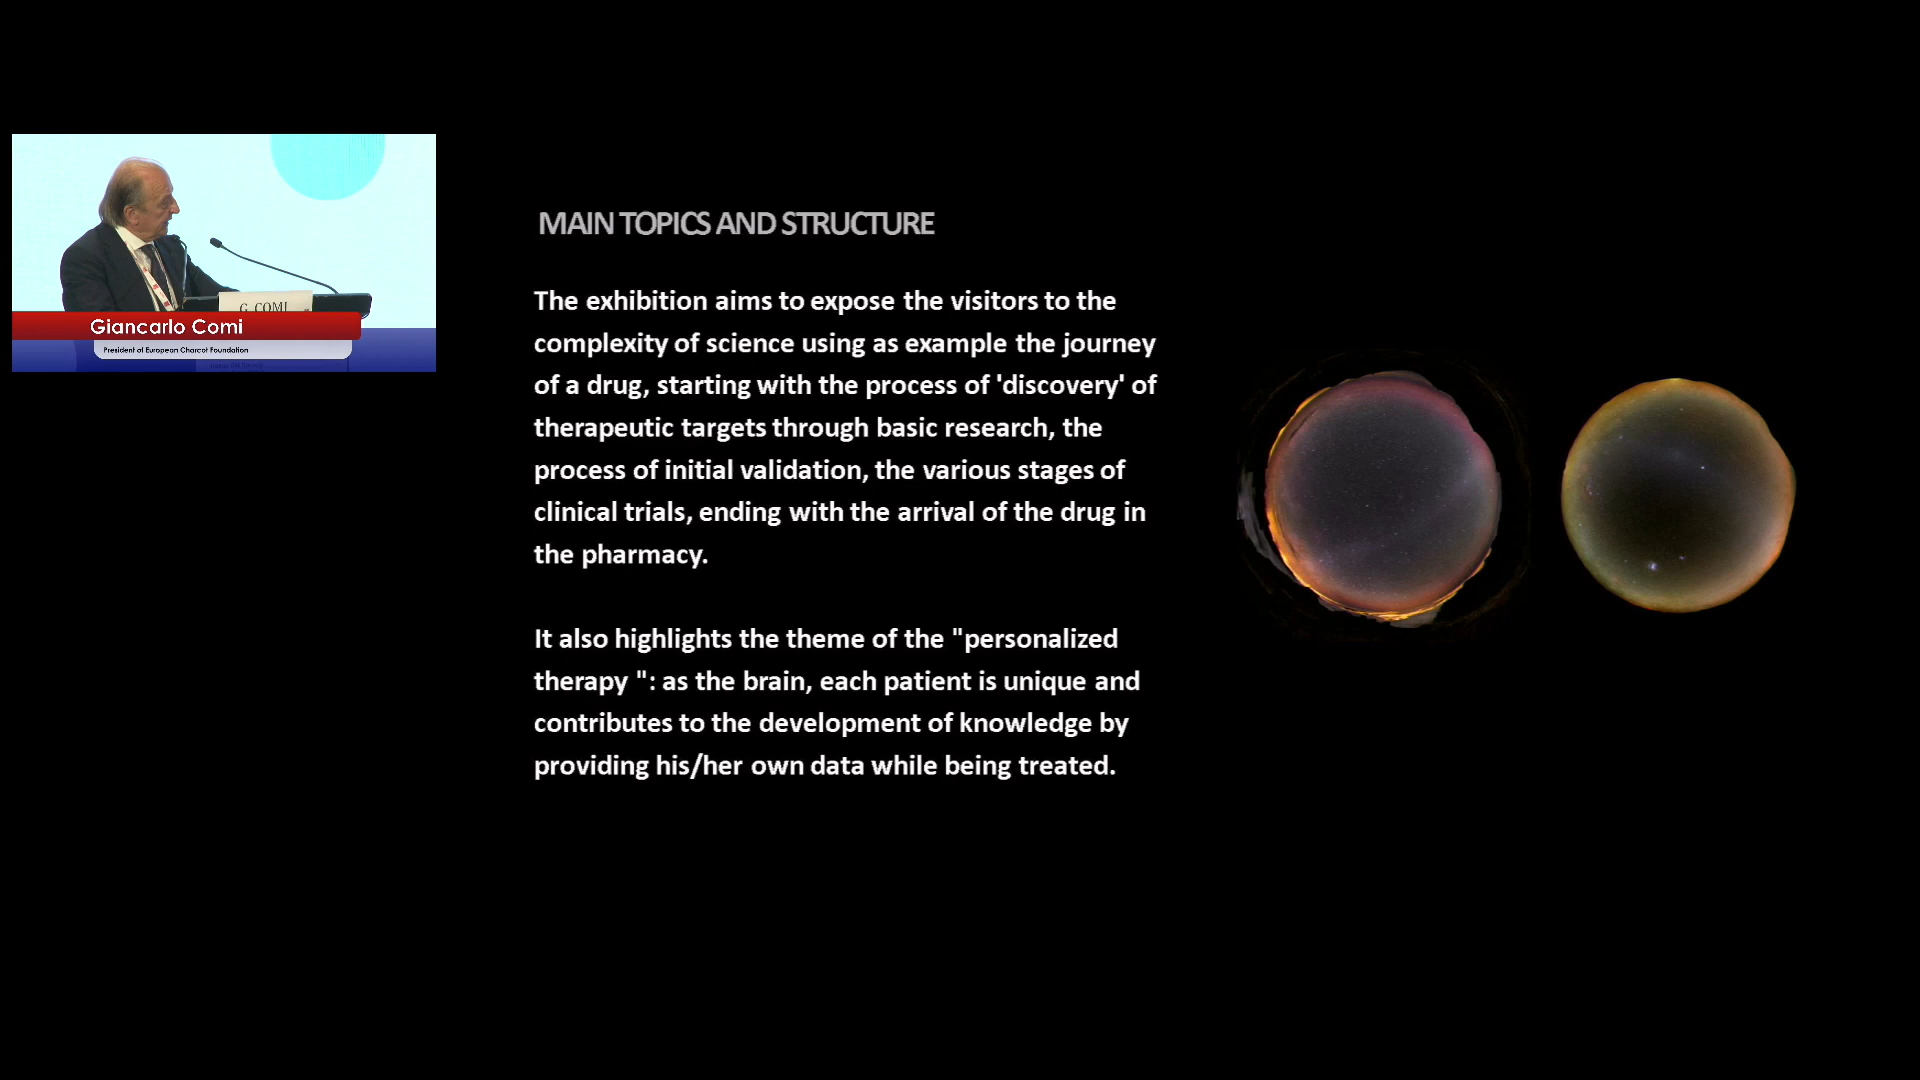 G. COMI
Giancarlo Comi
President of European Charcot Foundation
MAIN TOPICS AND STRUCTURE
The exhibition aims to expose the visitors to the
complexity of science using as example the journey
of a drug, starting with the process of 'discovery' of
therapeutic targets through basic research, the
process of initial validation, the various stages of
clinical trials, ending with the arrival of the drug in
the pharmacy.
It also highlights the theme of the "personalized
therapy ": as the brain, each patient is unique and
contributes to the development of knowledge by
providing his/her own data while being treated.